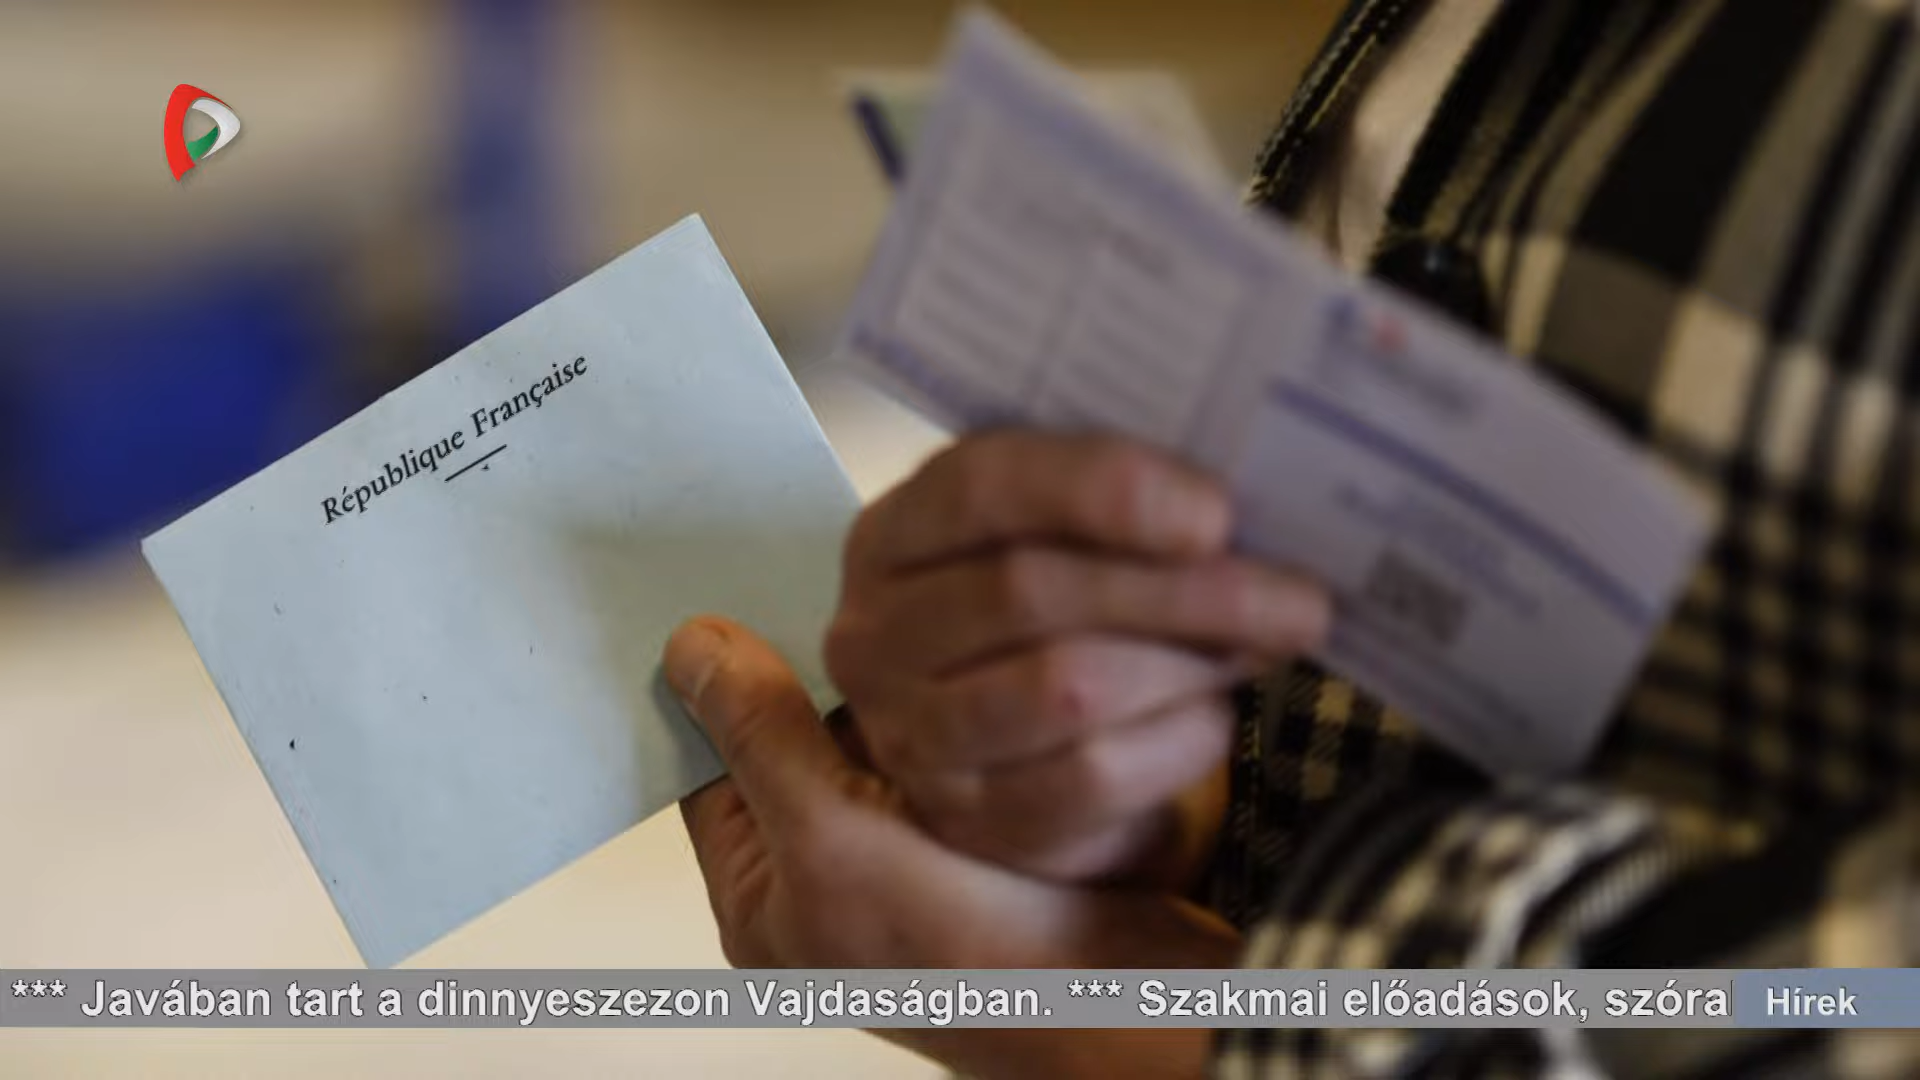 République Française
*** Javában tart a dinnyeszezon Vajdaságban. *** Szakmai előadások, szóra
Hírek